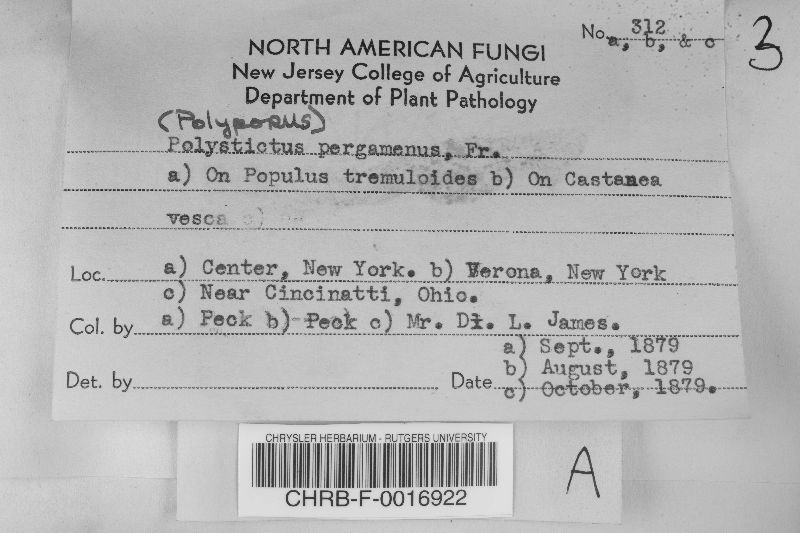 No. 312
a, b, & c
3
NORTH AMERICAN FUNGI
New Jersey College of Agriculture
Department of Plant Pathology
(Polyporus)
Polystictus pergamenus, Fr.
a) On Populus tremuloides b) On Castanea
vesca c)
Loc. a) Center, New York. b) Verona, New York
c) Near Cincinatti, Ohio.
Col. by a) Peck b) Peck c) Mr. Di. L. James.
a) Sept., 1879
b) August, 1879
Det. by Date c) October, 1879.
CHRYSLER HERBARIUM - RUTGERS UNIVERSITY
CHRB-F-0016922
A